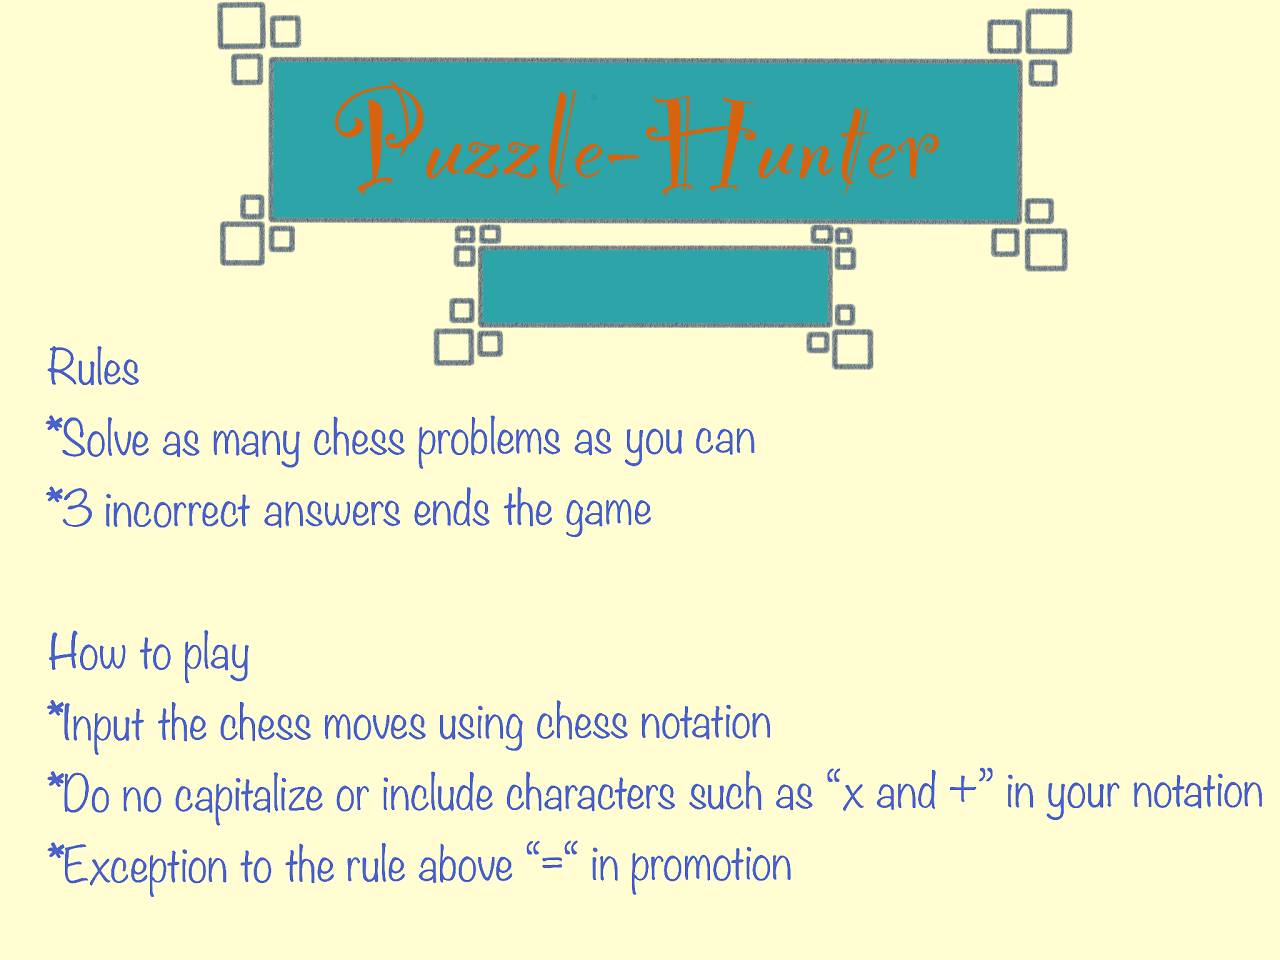 Puzzle-Hunter
Rules
*Solve as many chess problems as you can
*3 incorrect answers ends the game
How to play
*Input the chess moves using chess notation
*Do no capitalize or include characters such as “x and +” in your notation
*Exception to the rule above “=“ in promotion